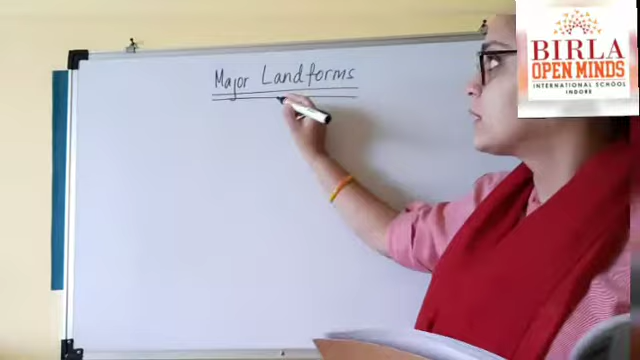 Major Landforms
BIRLA
OPEN MINDS
INTERNATIONAL SCHOOL
INDORE